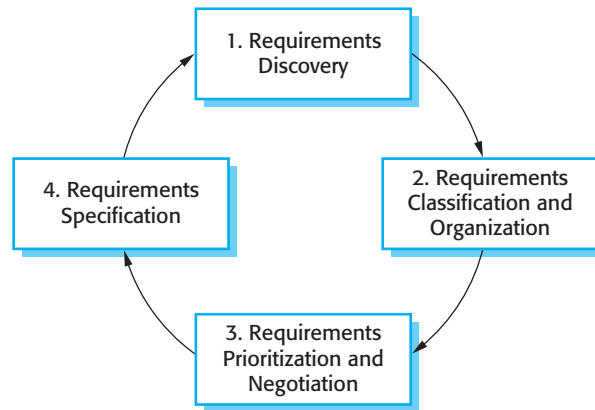 1. Requirements
Discovery
2. Requirements
Classification and
Organization
3. Requirements
Prioritization and
Negotiation
4. Requirements
Specification